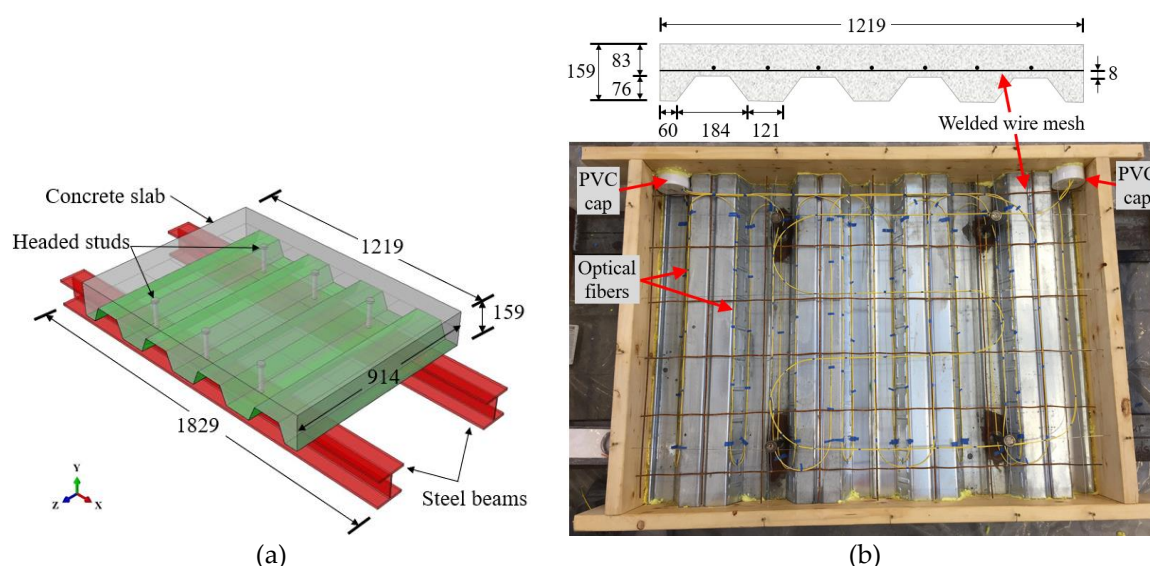 Concrete slab
Headed studs
1219
159
914
1829
Steel beams
Y
Z
X
(a)
1219
159
83
76
8
60
184
121
Welded wire mesh
PVC
cap
PVC
cap
Optical
fibers
(b)